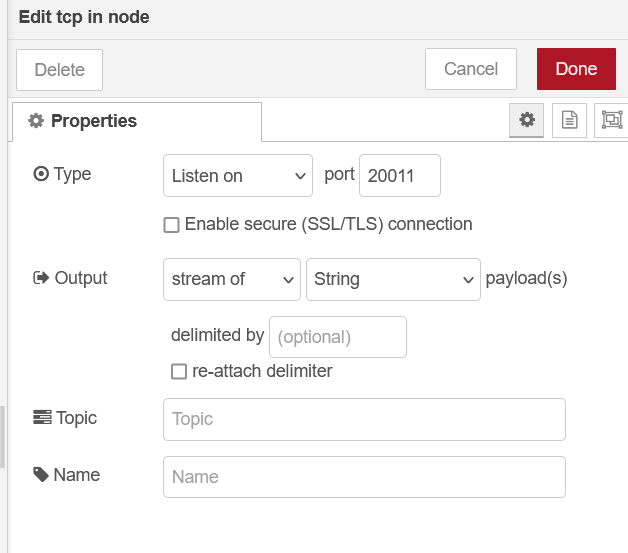 Edit tcp in node
Delete Cancel Done
Properties
Type Listen on port 20011
Enable secure (SSL/TLS) connection
Output stream of String payload(s)
delimited by (optional)
re-attach delimiter
Topic Topic
Name Name